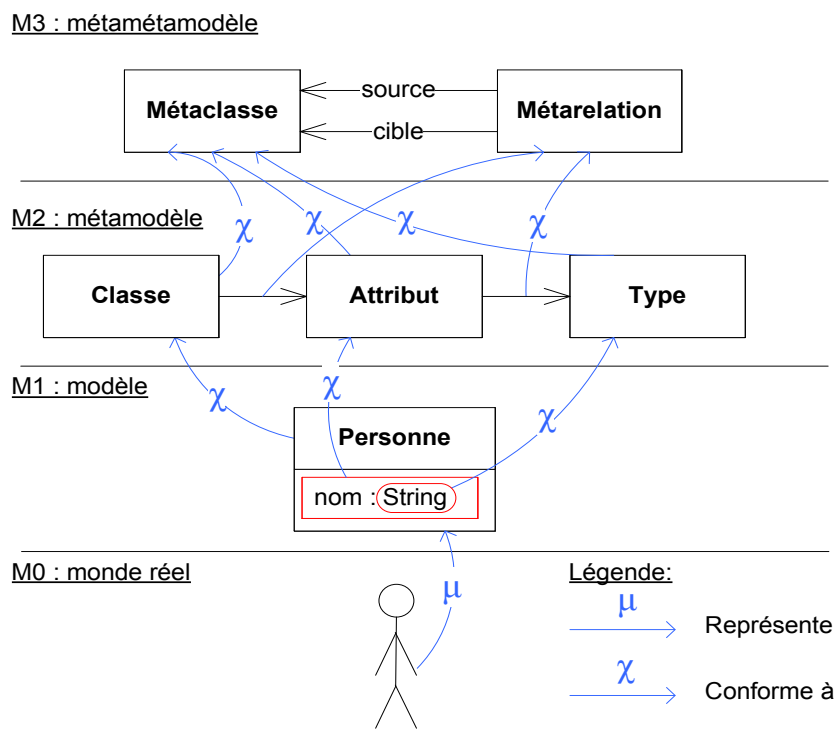 M3 : métamétamodèle
source
Métaclasse
Métarelation
cible
M2 : métamodèle
χ
χ
χ
χ
Classe
Attribut
Type
M1 : modèle
χ
χ
χ
Personne
nom : String
M0 : monde réel
Légende:
μ
μ
Représente
χ
Conforme à